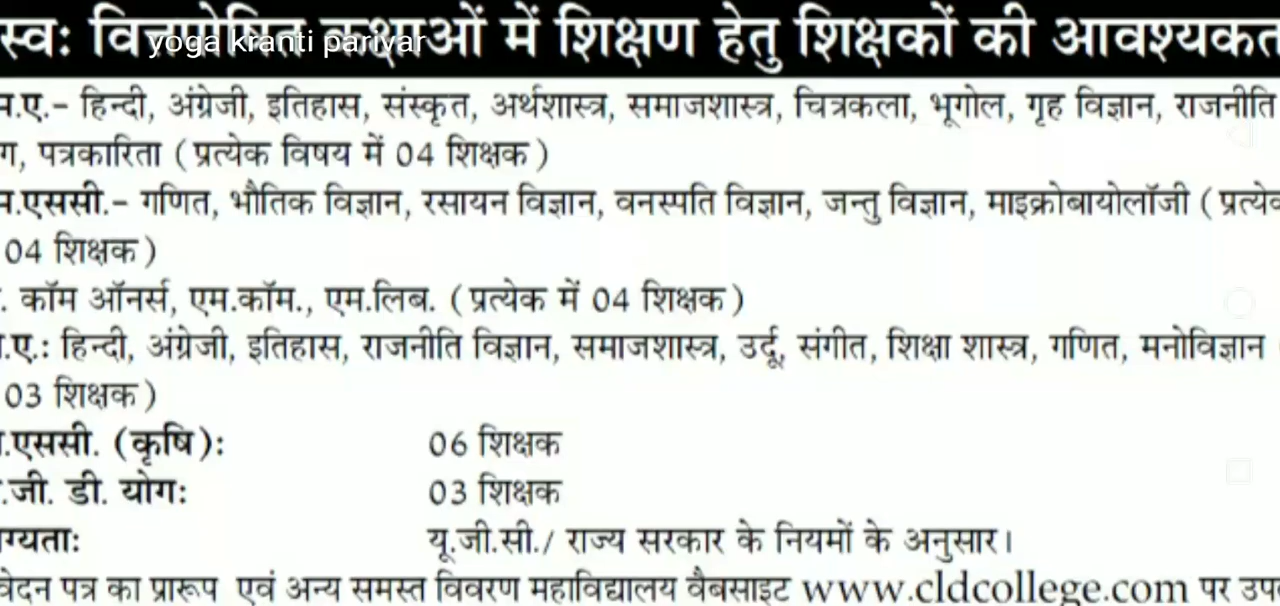 स्वः वित्तपोषित कक्षाओं में शिक्षण हेतु शिक्षकों की आवश्यकत
yoga kranti parivar
म.ए.- हिन्दी, अंग्रेजी, इतिहास, संस्कृत, अर्थशास्त्र, समाजशास्त्र, चित्रकला, भूगोल, गृह विज्ञान, राजनीति
ग, पत्रकारिता ( प्रत्येक विषय में 04 शिक्षक )
म.एससी.- गणित, भौतिक विज्ञान, रसायन विज्ञान, वनस्पति विज्ञान, जन्तु विज्ञान, माइक्रोबायोलॉजी ( प्रत्येक
04 शिक्षक )
. कॉम ऑनर्स, एम.कॉम., एम.लिब. ( प्रत्येक में 04 शिक्षक )
.ए.: हिन्दी, अंग्रेजी, इतिहास, राजनीति विज्ञान, समाजशास्त्र, उर्दू, संगीत, शिक्षा शास्त्र, गणित, मनोविज्ञान
03 शिक्षक )
.एससी. (कृषि): 06 शिक्षक
.जी. डी. योग: 03 शिक्षक
ग्यता: यू.जी.सी./ राज्य सरकार के नियमों के अनुसार।
वेदन पत्र का प्रारूप एवं अन्य समस्त विवरण महाविद्यालय वैबसाइट www.cldcollege.com पर उप